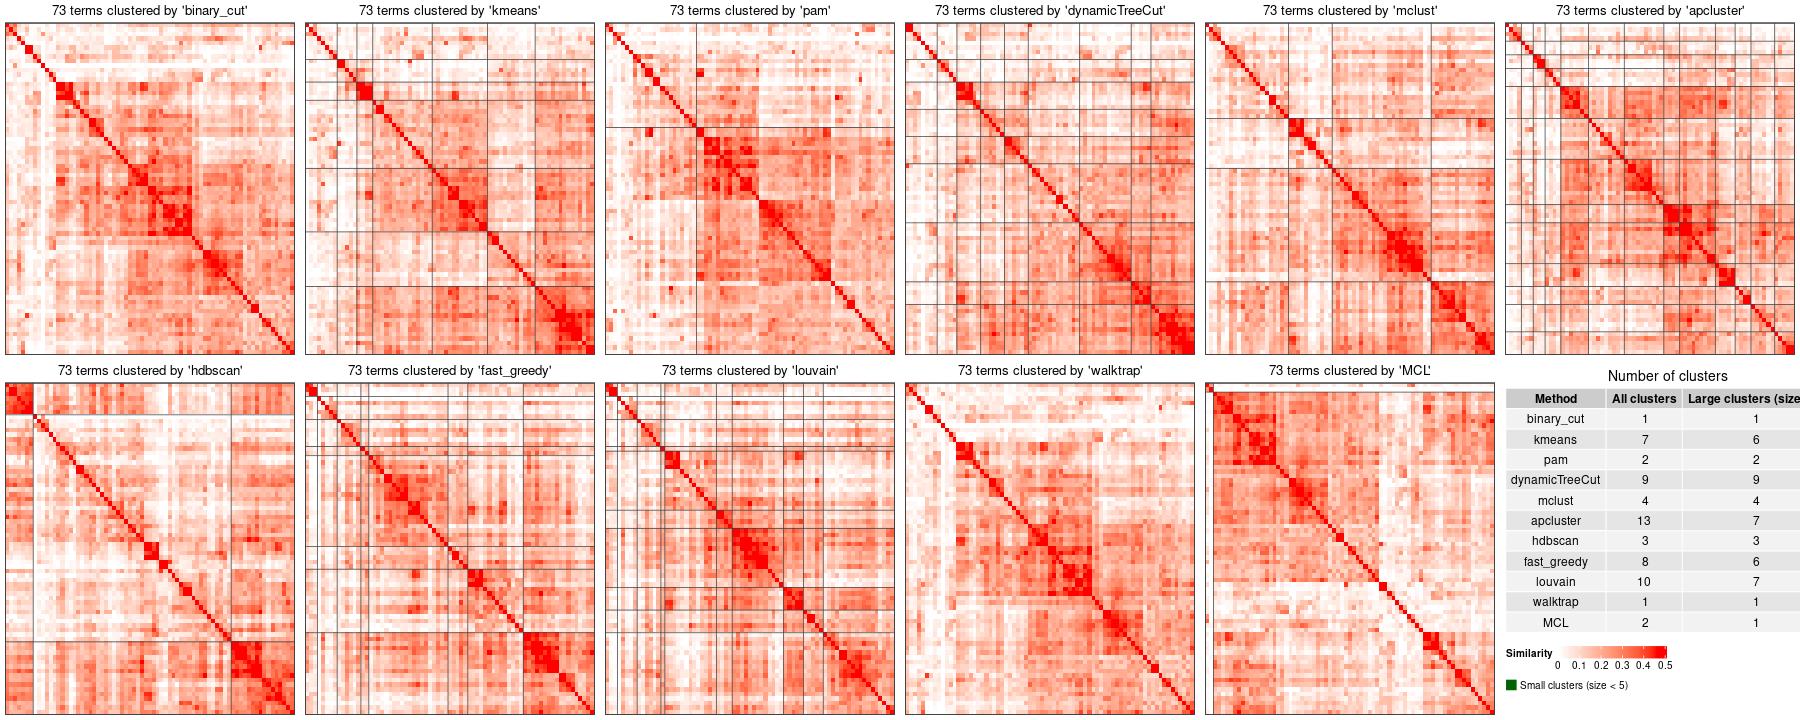 73 terms clustered by 'binary_cut'
73 terms clustered by 'kmeans'
73 terms clustered by 'pam'
73 terms clustered by 'dynamicTreeCut'
73 terms clustered by 'mclust'
73 terms clustered by 'apcluster'
73 terms clustered by 'hdbscan'
73 terms clustered by 'fast_greedy'
73 terms clustered by 'louvain'
73 terms clustered by 'walktrap'
73 terms clustered by 'MCL'
Number of clusters
Method All clusters Large clusters (size
binary_cut 1 1
kmeans 7 6
pam 2 2
dynamicTreeCut 9 9
mclust 4 4
apcluster 13 7
hdbscan 3 3
fast_greedy 8 6
louvain 10 7
walktrap 1 1
MCL 2 1
Similarity
0 0.1 0.2 0.3 0.4 0.5
Small clusters (size < 5)